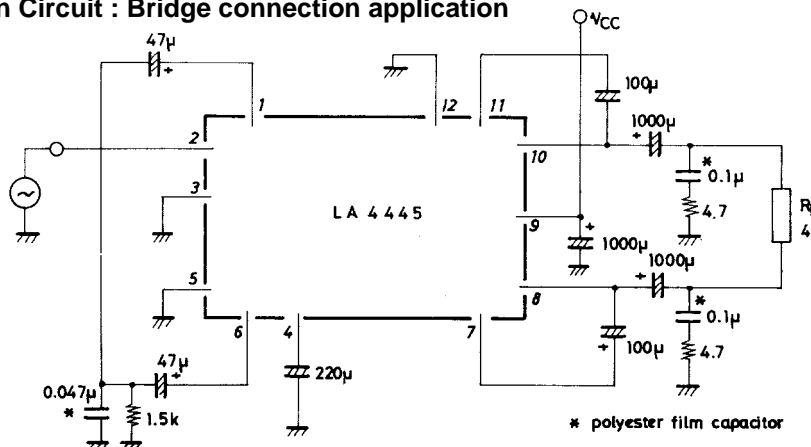 n Circuit : Bridge connection application
47µ
+
+VCC
1
12
11
100µ
1000µ
+
2
10
*
0.1µ
3
4.7
LA4445
R
4
9
+
1000µ
1000µ
+
5
8
*
0.1µ
6
4
7
+
100µ
4.7
47µ
+
220µ
0.047µ
*
1.5k
* polyester film capacitor